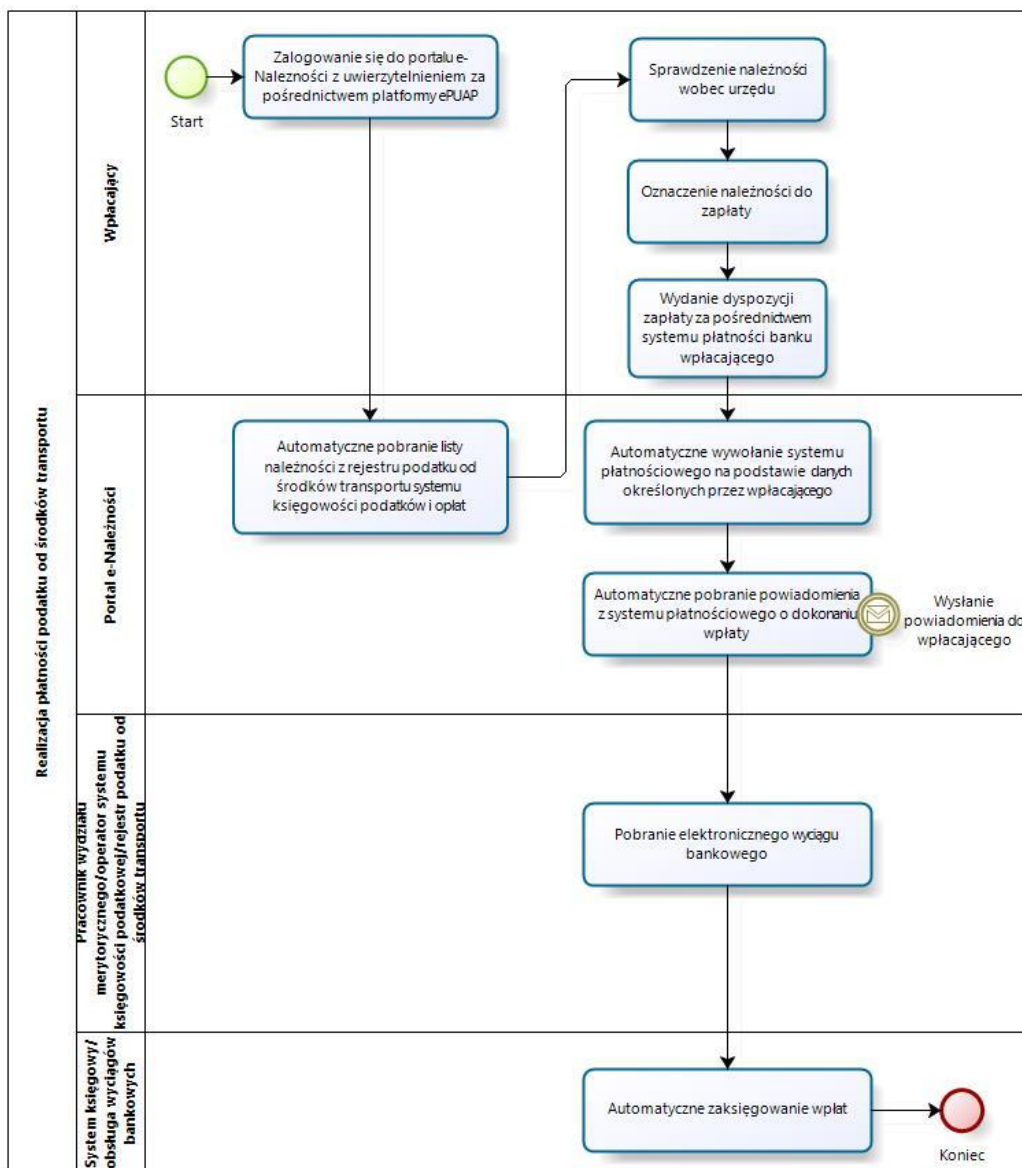 Realizacja płatności podatku od środków transportu
Wpłacający
Start
Zalogowanie się do portalu e-
Nalezności z uwierzytelnieniem za
pośrednictwem platformy ePUAP
Sprawdzenie należności
wobec urzędu
Oznaczenie należności do
zapłaty
Wydanie dyspozycji
zapłaty za pośrednictwem
systemu płatności banku
wpłacającego
Portal e-Należności
Automatyczne pobranie listy
należności z rejestru podatku od
środków transportu systemu
księgowości podatków i opłat
Automatyczne wywołanie systemu
płatnościowego na podstawie danych
określonych przez wpłacającego
Automatyczne pobranie powiadomienia
z systemu płatnościowego o dokonaniu
wpłaty
Wysłanie
powiadomienia do
wpłacającego
Pracownik wydziału
merytorycznego/operator systemu
księgowości podatkowej/rejestr podatku od
środków transportu
Pobranie elektronicznego wyciągu
bankowego
System księgowy/
obsługa wyciągów
bankowych
Automatyczne zaksięgowanie wpłat
Koniec